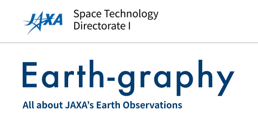 JAXA
Space Technology
Directorate I
Earth-graphy
All about JAXA's Earth Observations